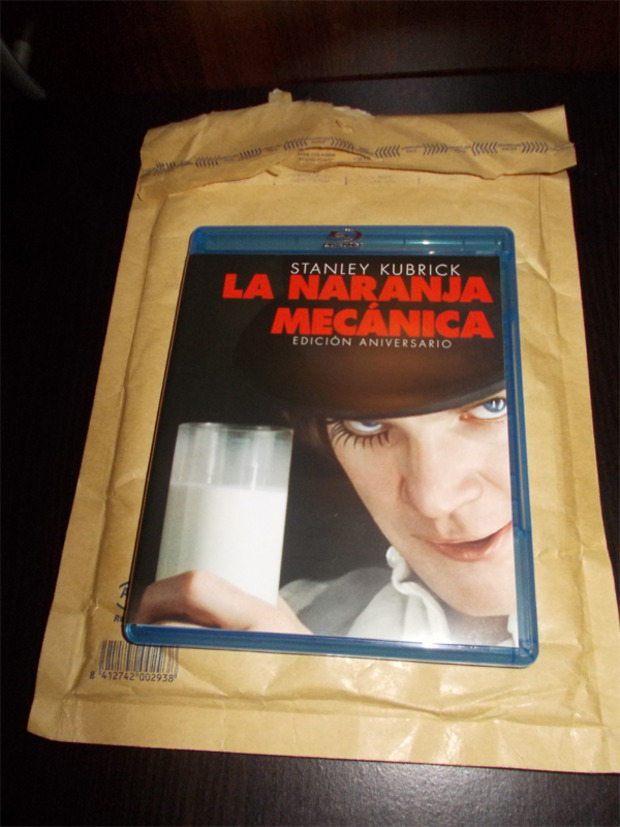 STANLEY KUBRICK
LA NARANJA
MECÁNICA
EDICIÓN ANIVERSARIO
8 412742 002938